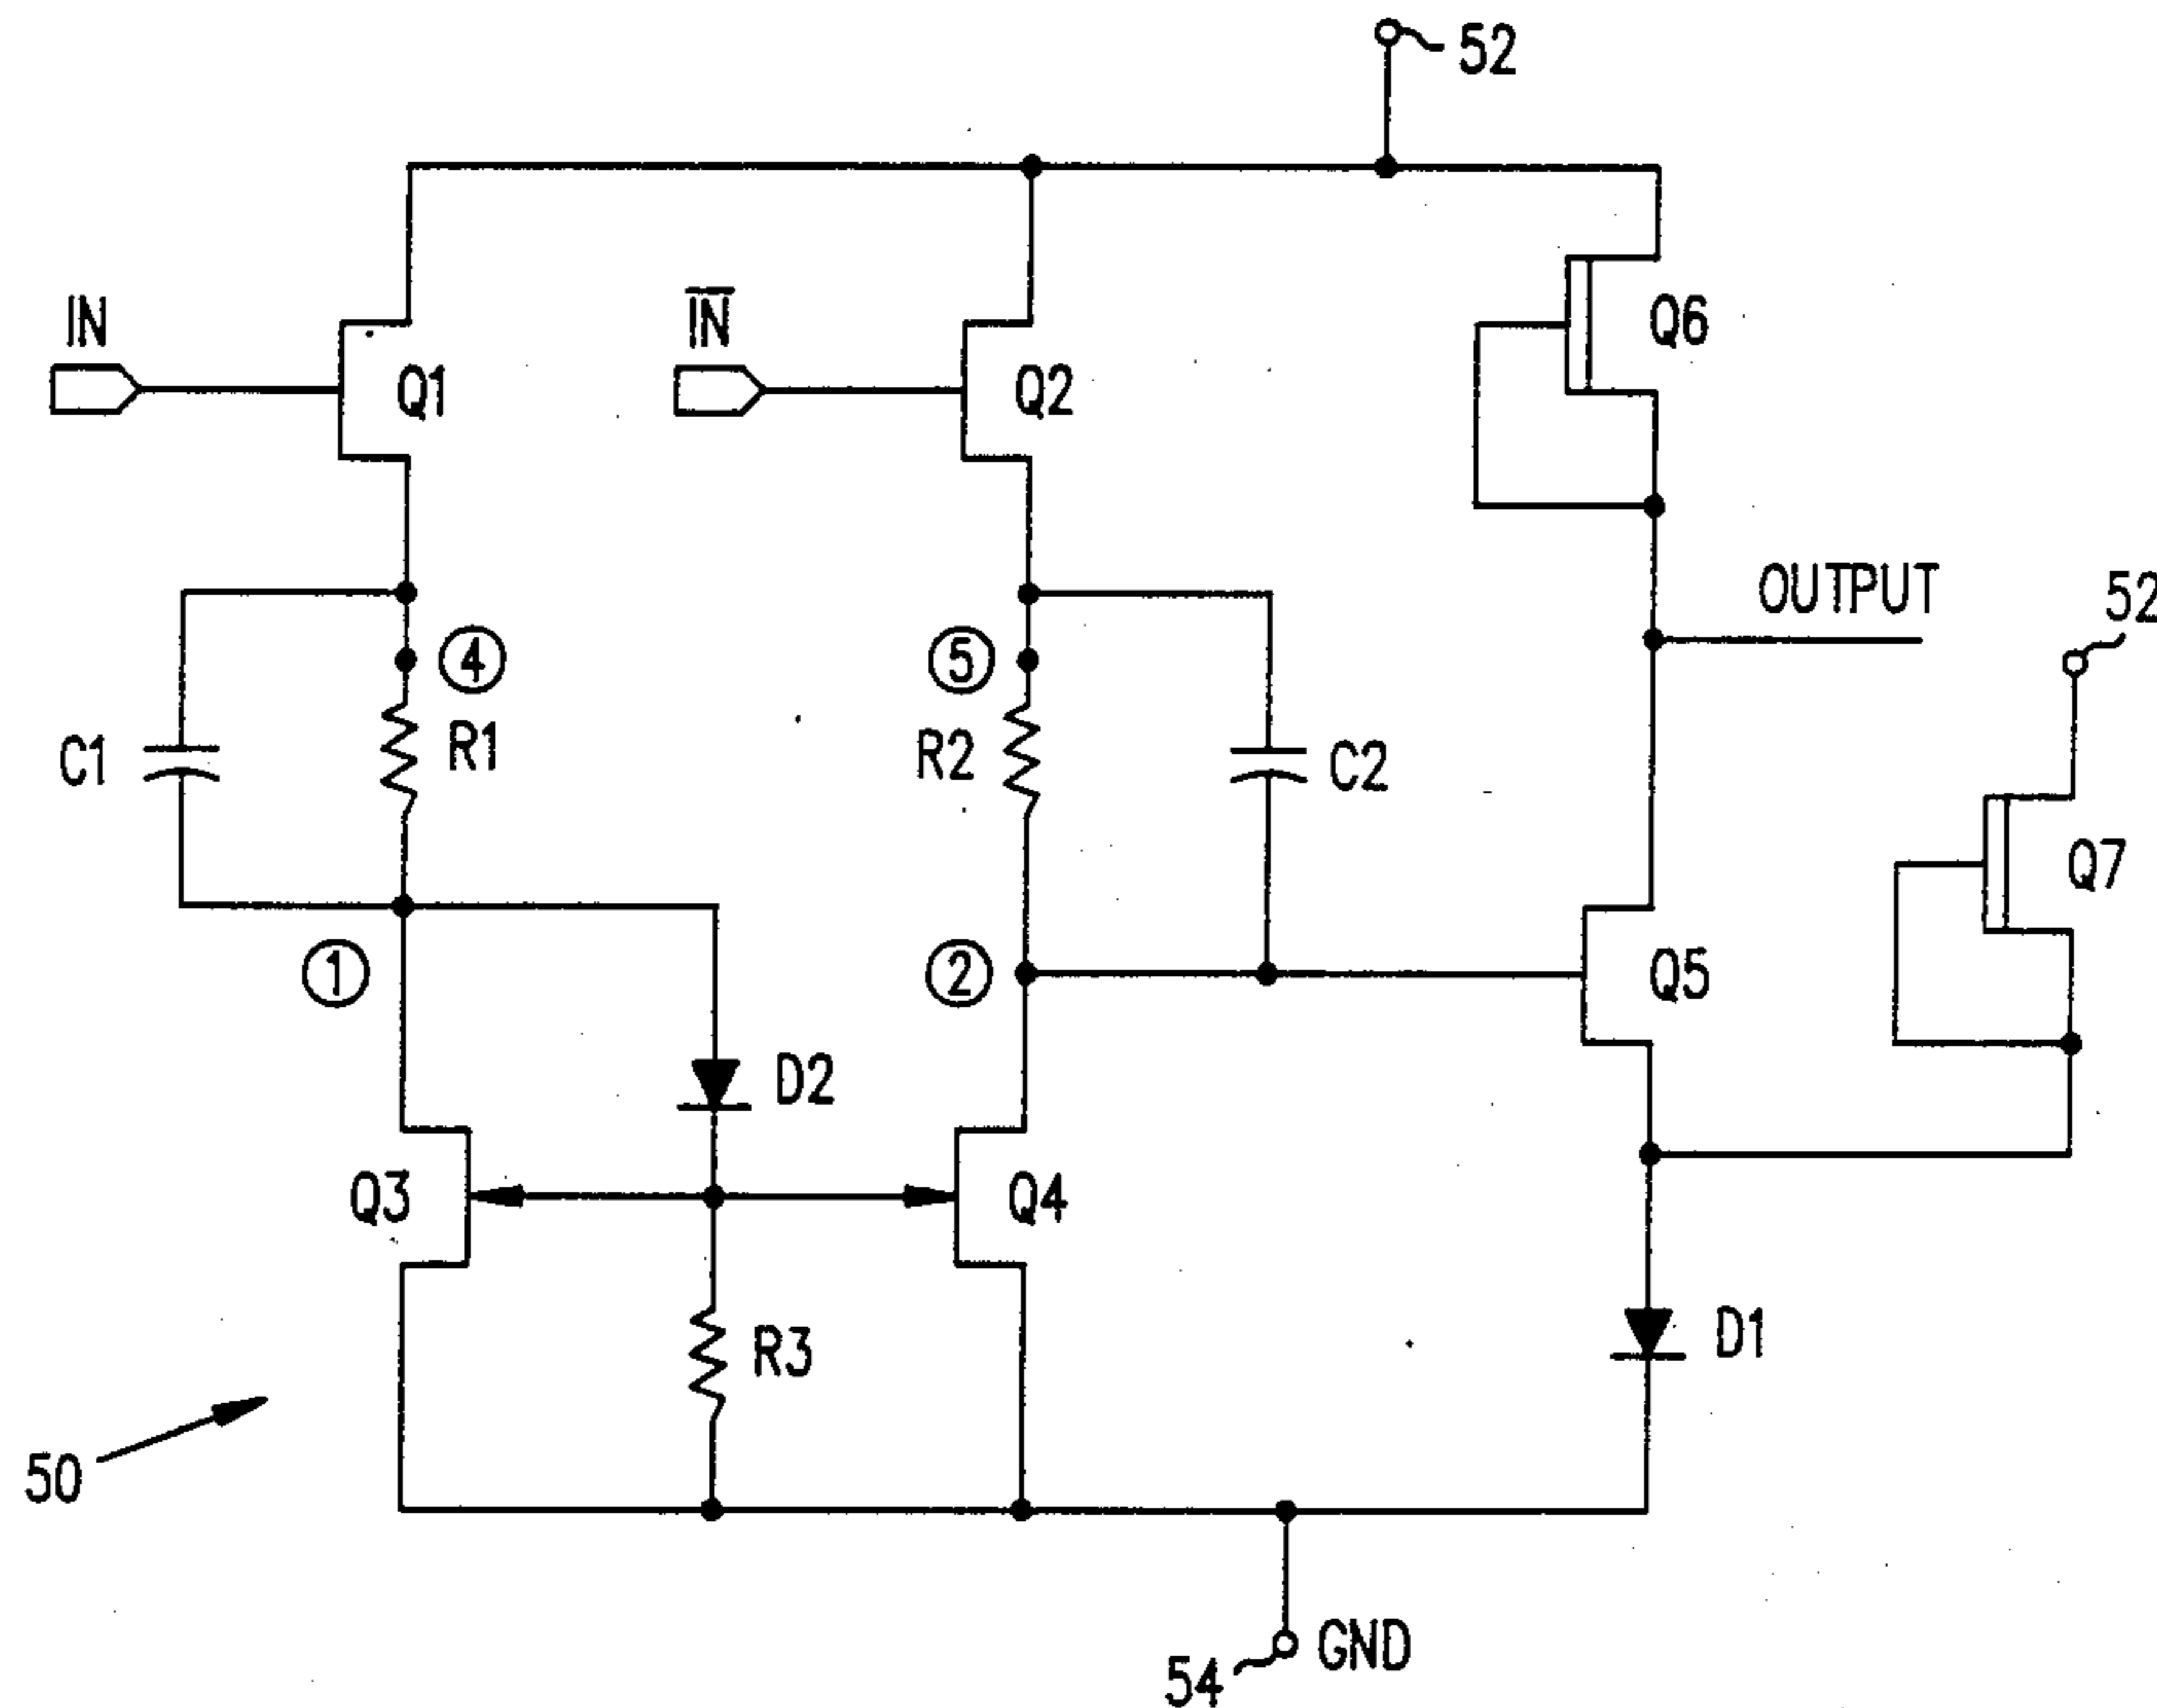 52
IN
I̅N̅
Q1
Q2
Q6
OUTPUT
52
④
⑤
C1
R1
R2
C2
Q7
①
②
Q5
D2
Q3
Q4
R3
D1
50
GND
54